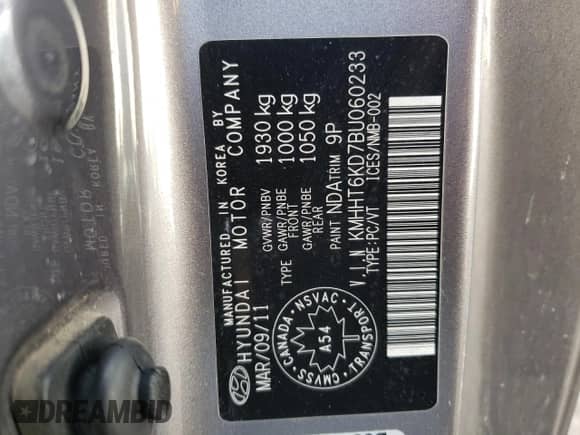 MANUFACTURED IN KOREA BY
HYUNDAI MOTOR COMPANY
MAR/09/11 GVWR/PNBV 1930 kg
TYPE GAWR/PNBE FRONT 1000 kg
GAWR/PNBE REAR 1050 kg
PAINT NDA TRIM 9P
V.I.N KMHHT6KD7BU060233
TYPE:PC/VT ICES/NMB-002
CANADA · NSVAC · TRANSPORT · CMVSS
A54
DREAMBID